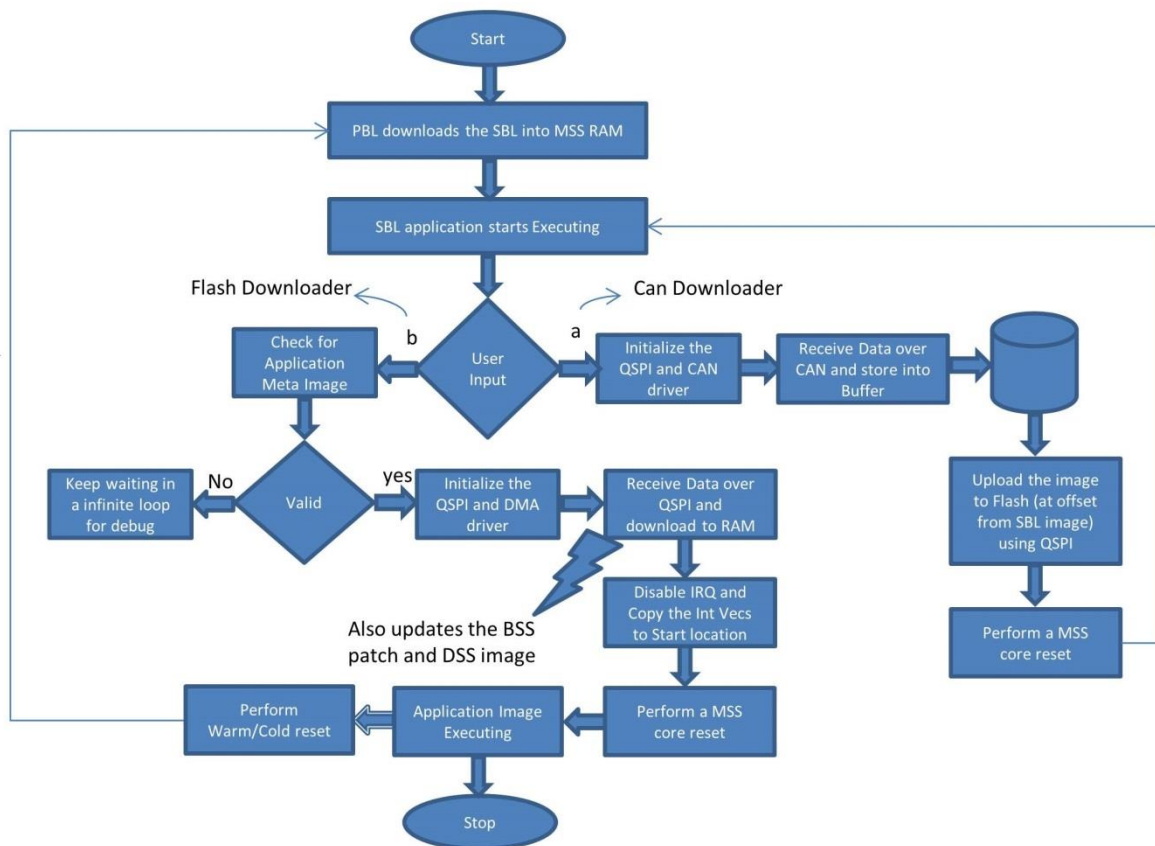 Start
PBL downloads the SBL into MSS RAM
SBL application starts Executing
Flash Downloader
Can Downloader
b
a
User
Input
Check for
Application
Meta Image
Initialize the
QSPI and CAN
driver
Receive Data over
CAN and store into
Buffer
No
Valid
yes
Keep waiting in
a infinite loop
for debug
Initialize the
QSPI and DMA
driver
Receive Data over
QSPI and
download to RAM
Upload the image
to Flash (at offset
from SBL image)
using QSPI
Disable IRQ and
Copy the Int Vecs
to Start location
Also updates the BSS
patch and DSS image
Perform a MSS
core reset
Perform
Warm/Cold reset
Application Image
Executing
Perform a MSS
core reset
Stop